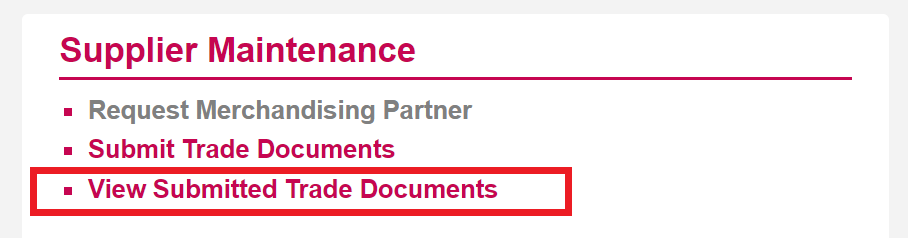 Supplier Maintenance
Request Merchandising Partner
Submit Trade Documents
View Submitted Trade Documents